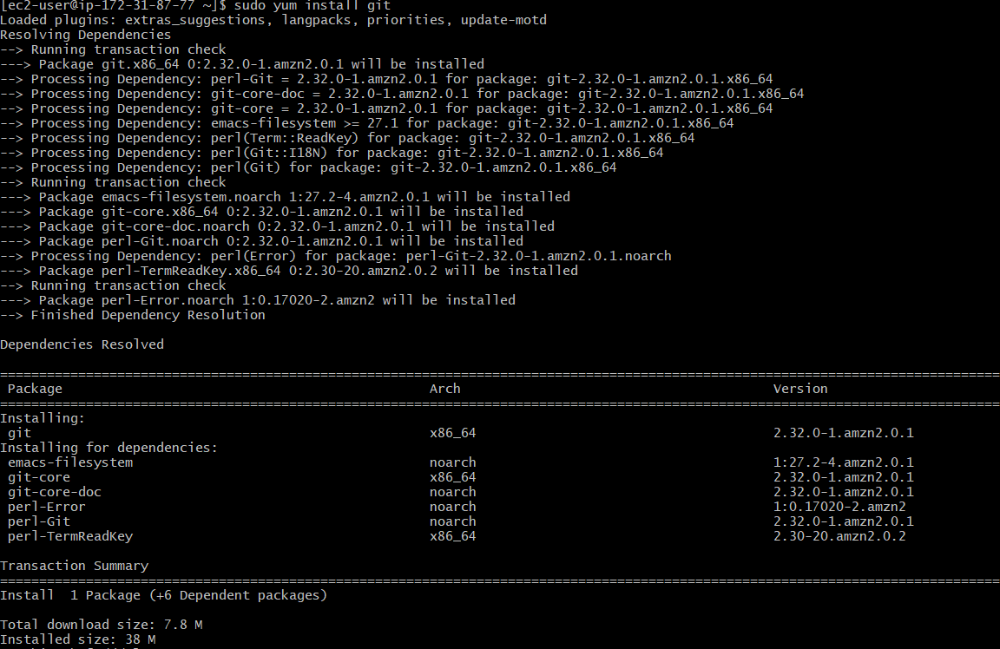 [ec2-user@ip-172-31-87-77 ~]$ sudo yum install git
Loaded plugins: extras_suggestions, langpacks, priorities, update-motd
Resolving Dependencies
--> Running transaction check
---> Package git.x86_64 0:2.32.0-1.amzn2.0.1 will be installed
--> Processing Dependency: perl-Git = 2.32.0-1.amzn2.0.1 for package: git-2.32.0-1.amzn2.0.1.x86_64
--> Processing Dependency: git-core-doc = 2.32.0-1.amzn2.0.1 for package: git-2.32.0-1.amzn2.0.1.x86_64
--> Processing Dependency: git-core = 2.32.0-1.amzn2.0.1 for package: git-2.32.0-1.amzn2.0.1.x86_64
--> Processing Dependency: emacs-filesystem >= 27.1 for package: git-2.32.0-1.amzn2.0.1.x86_64
--> Processing Dependency: perl(Term::ReadKey) for package: git-2.32.0-1.amzn2.0.1.x86_64
--> Processing Dependency: perl(Git::I18N) for package: git-2.32.0-1.amzn2.0.1.x86_64
--> Processing Dependency: perl(Git) for package: git-2.32.0-1.amzn2.0.1.x86_64
--> Running transaction check
---> Package emacs-filesystem.noarch 1:27.2-4.amzn2.0.1 will be installed
---> Package git-core.x86_64 0:2.32.0-1.amzn2.0.1 will be installed
---> Package git-core-doc.noarch 0:2.32.0-1.amzn2.0.1 will be installed
---> Package perl-Git.noarch 0:2.32.0-1.amzn2.0.1 will be installed
--> Processing Dependency: perl(Error) for package: perl-Git-2.32.0-1.amzn2.0.1.noarch
---> Package perl-TermReadKey.x86_64 0:2.30-20.amzn2.0.2 will be installed
--> Running transaction check
---> Package perl-Error.noarch 1:0.17020-2.amzn2 will be installed
--> Finished Dependency Resolution
Dependencies Resolved
================================================================================================================================
Package Arch Version
================================================================================================================================
Installing:
git x86_64 2.32.0-1.amzn2.0.1
Installing for dependencies:
emacs-filesystem noarch 1:27.2-4.amzn2.0.1
git-core x86_64 2.32.0-1.amzn2.0.1
git-core-doc noarch 2.32.0-1.amzn2.0.1
perl-Error noarch 1:0.17020-2.amzn2
perl-Git noarch 2.32.0-1.amzn2.0.1
perl-TermReadKey x86_64 2.30-20.amzn2.0.2
Transaction Summary
================================================================================================================================
Install 1 Package (+6 Dependent packages)
Total download size: 7.8 M
Installed size: 38 M